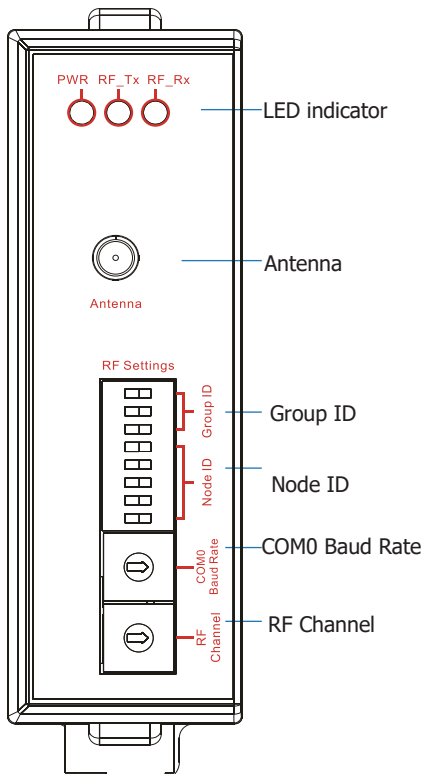 PWR RF_Tx RF_Rx
LED indicator
Antenna
Antenna
RF Settings
Group ID
Group ID
Node ID
Node ID
COM0 Baud Rate
COM0
Baud Rate
RF Channel
RF
Channel